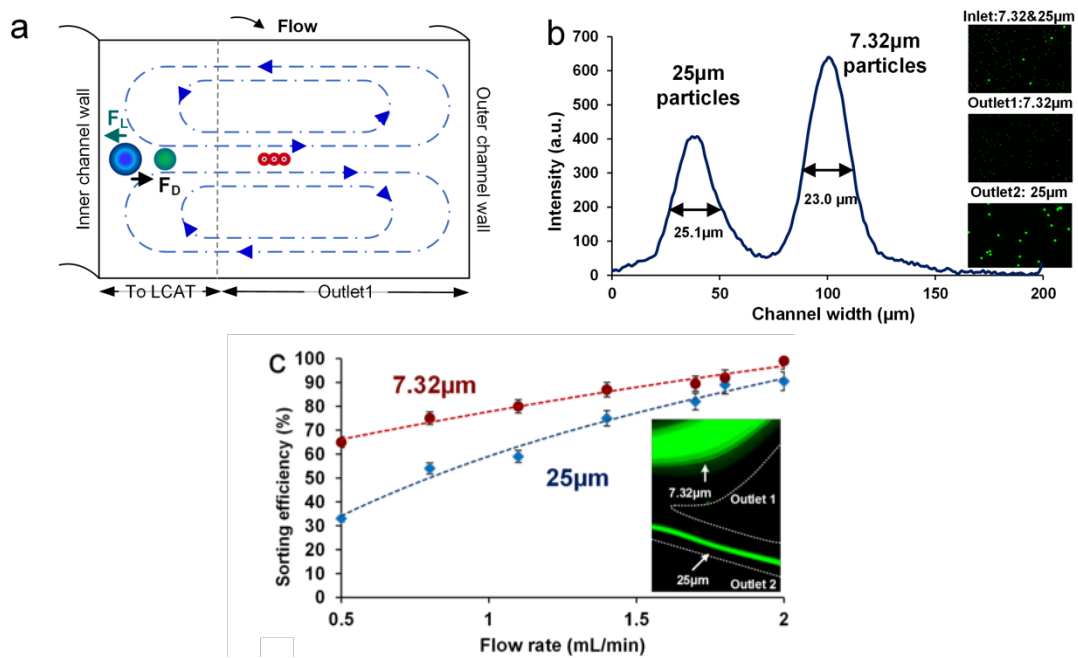 a
Flow
Inner channel wall
Outer channel wall
F_L
F_D
To LCAT
Outlet1
b
Intensity (a.u.)
700
600
500
400
300
200
100
0
25µm
particles
7.32µm
particles
25.1µm
23.0 µm
0
50
100
150
200
Channel width (µm)
Inlet:7.32&25µm
Outlet1:7.32µm
Outlet2: 25µm
c
Sorting efficiency (%)
100
90
80
70
60
50
40
30
20
10
0
7.32µm
25µm
7.32µm
Outlet 1
25µm
Outlet 2
0.5
1
1.5
2
Flow rate (mL/min)